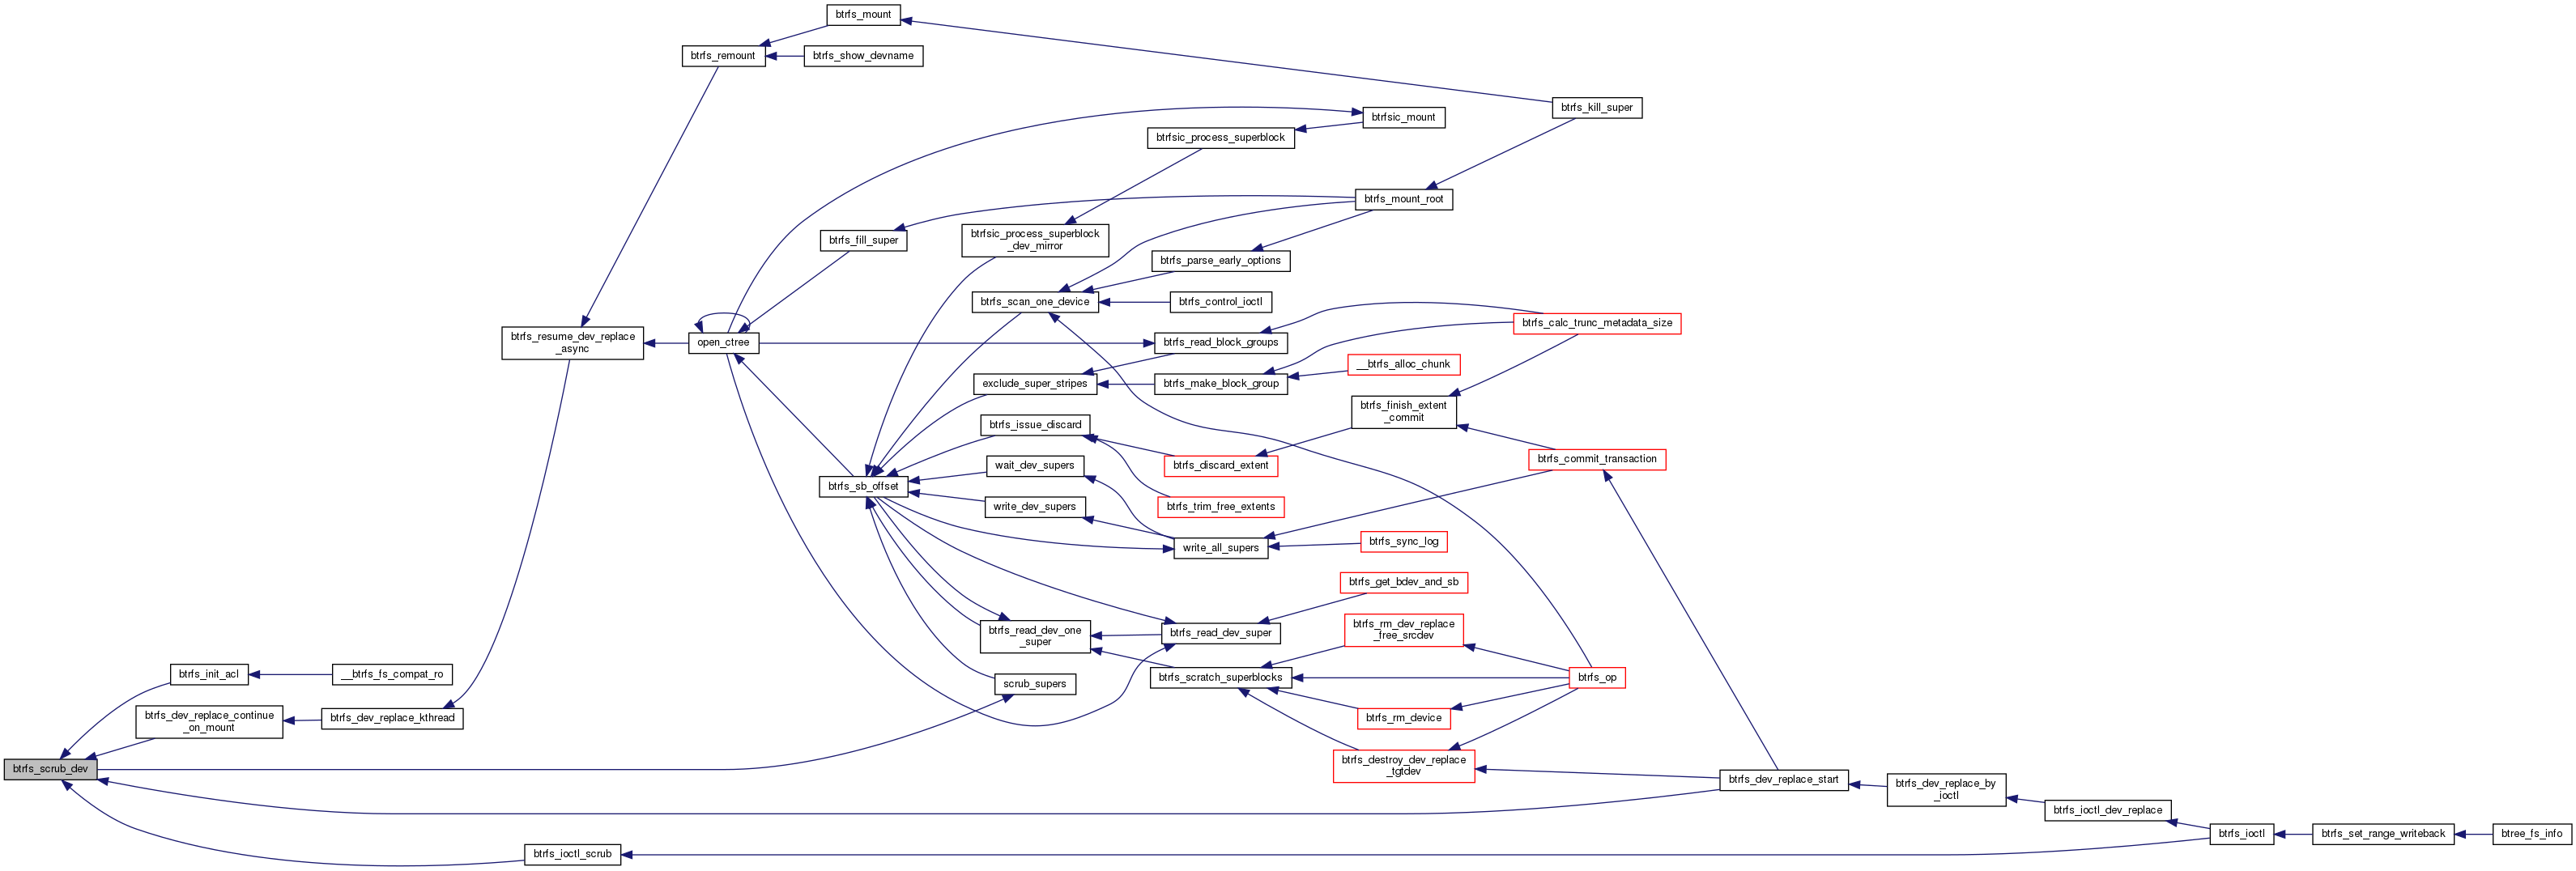 btrfs_mount
btrfs_remount
btrfs_show_devname
btrfs_kill_super
btrfsic_mount
btrfsic_process_superblock
btrfs_mount_root
btrfsic_process_superblock
_dev_mirror
btrfs_fill_super
btrfs_parse_early_options
btrfs_scan_one_device
btrfs_control_ioctl
btrfs_calc_trunc_metadata_size
btrfs_resume_dev_replace
_async
open_ctree
btrfs_read_block_groups
__btrfs_alloc_chunk
exclude_super_stripes
btrfs_make_block_group
btrfs_finish_extent
_commit
btrfs_issue_discard
btrfs_commit_transaction
wait_dev_supers
btrfs_discard_extent
btrfs_sb_offset
write_dev_supers
btrfs_trim_free_extents
write_all_supers
btrfs_sync_log
btrfs_get_bdev_and_sb
btrfs_read_dev_one
_super
btrfs_read_dev_super
btrfs_rm_dev_replace
_free_srcdev
btrfs_init_acl
__btrfs_fs_compat_ro
scrub_supers
btrfs_scratch_superblocks
btrfs_op
btrfs_dev_replace_continue
_on_mount
btrfs_dev_replace_kthread
btrfs_rm_device
btrfs_scrub_dev
btrfs_destroy_dev_replace
_tgtdev
btrfs_dev_replace_start
btrfs_dev_replace_by
_ioctl
btrfs_ioctl_dev_replace
btrfs_ioctl
btrfs_set_range_writeback
btree_fs_info
btrfs_ioctl_scrub